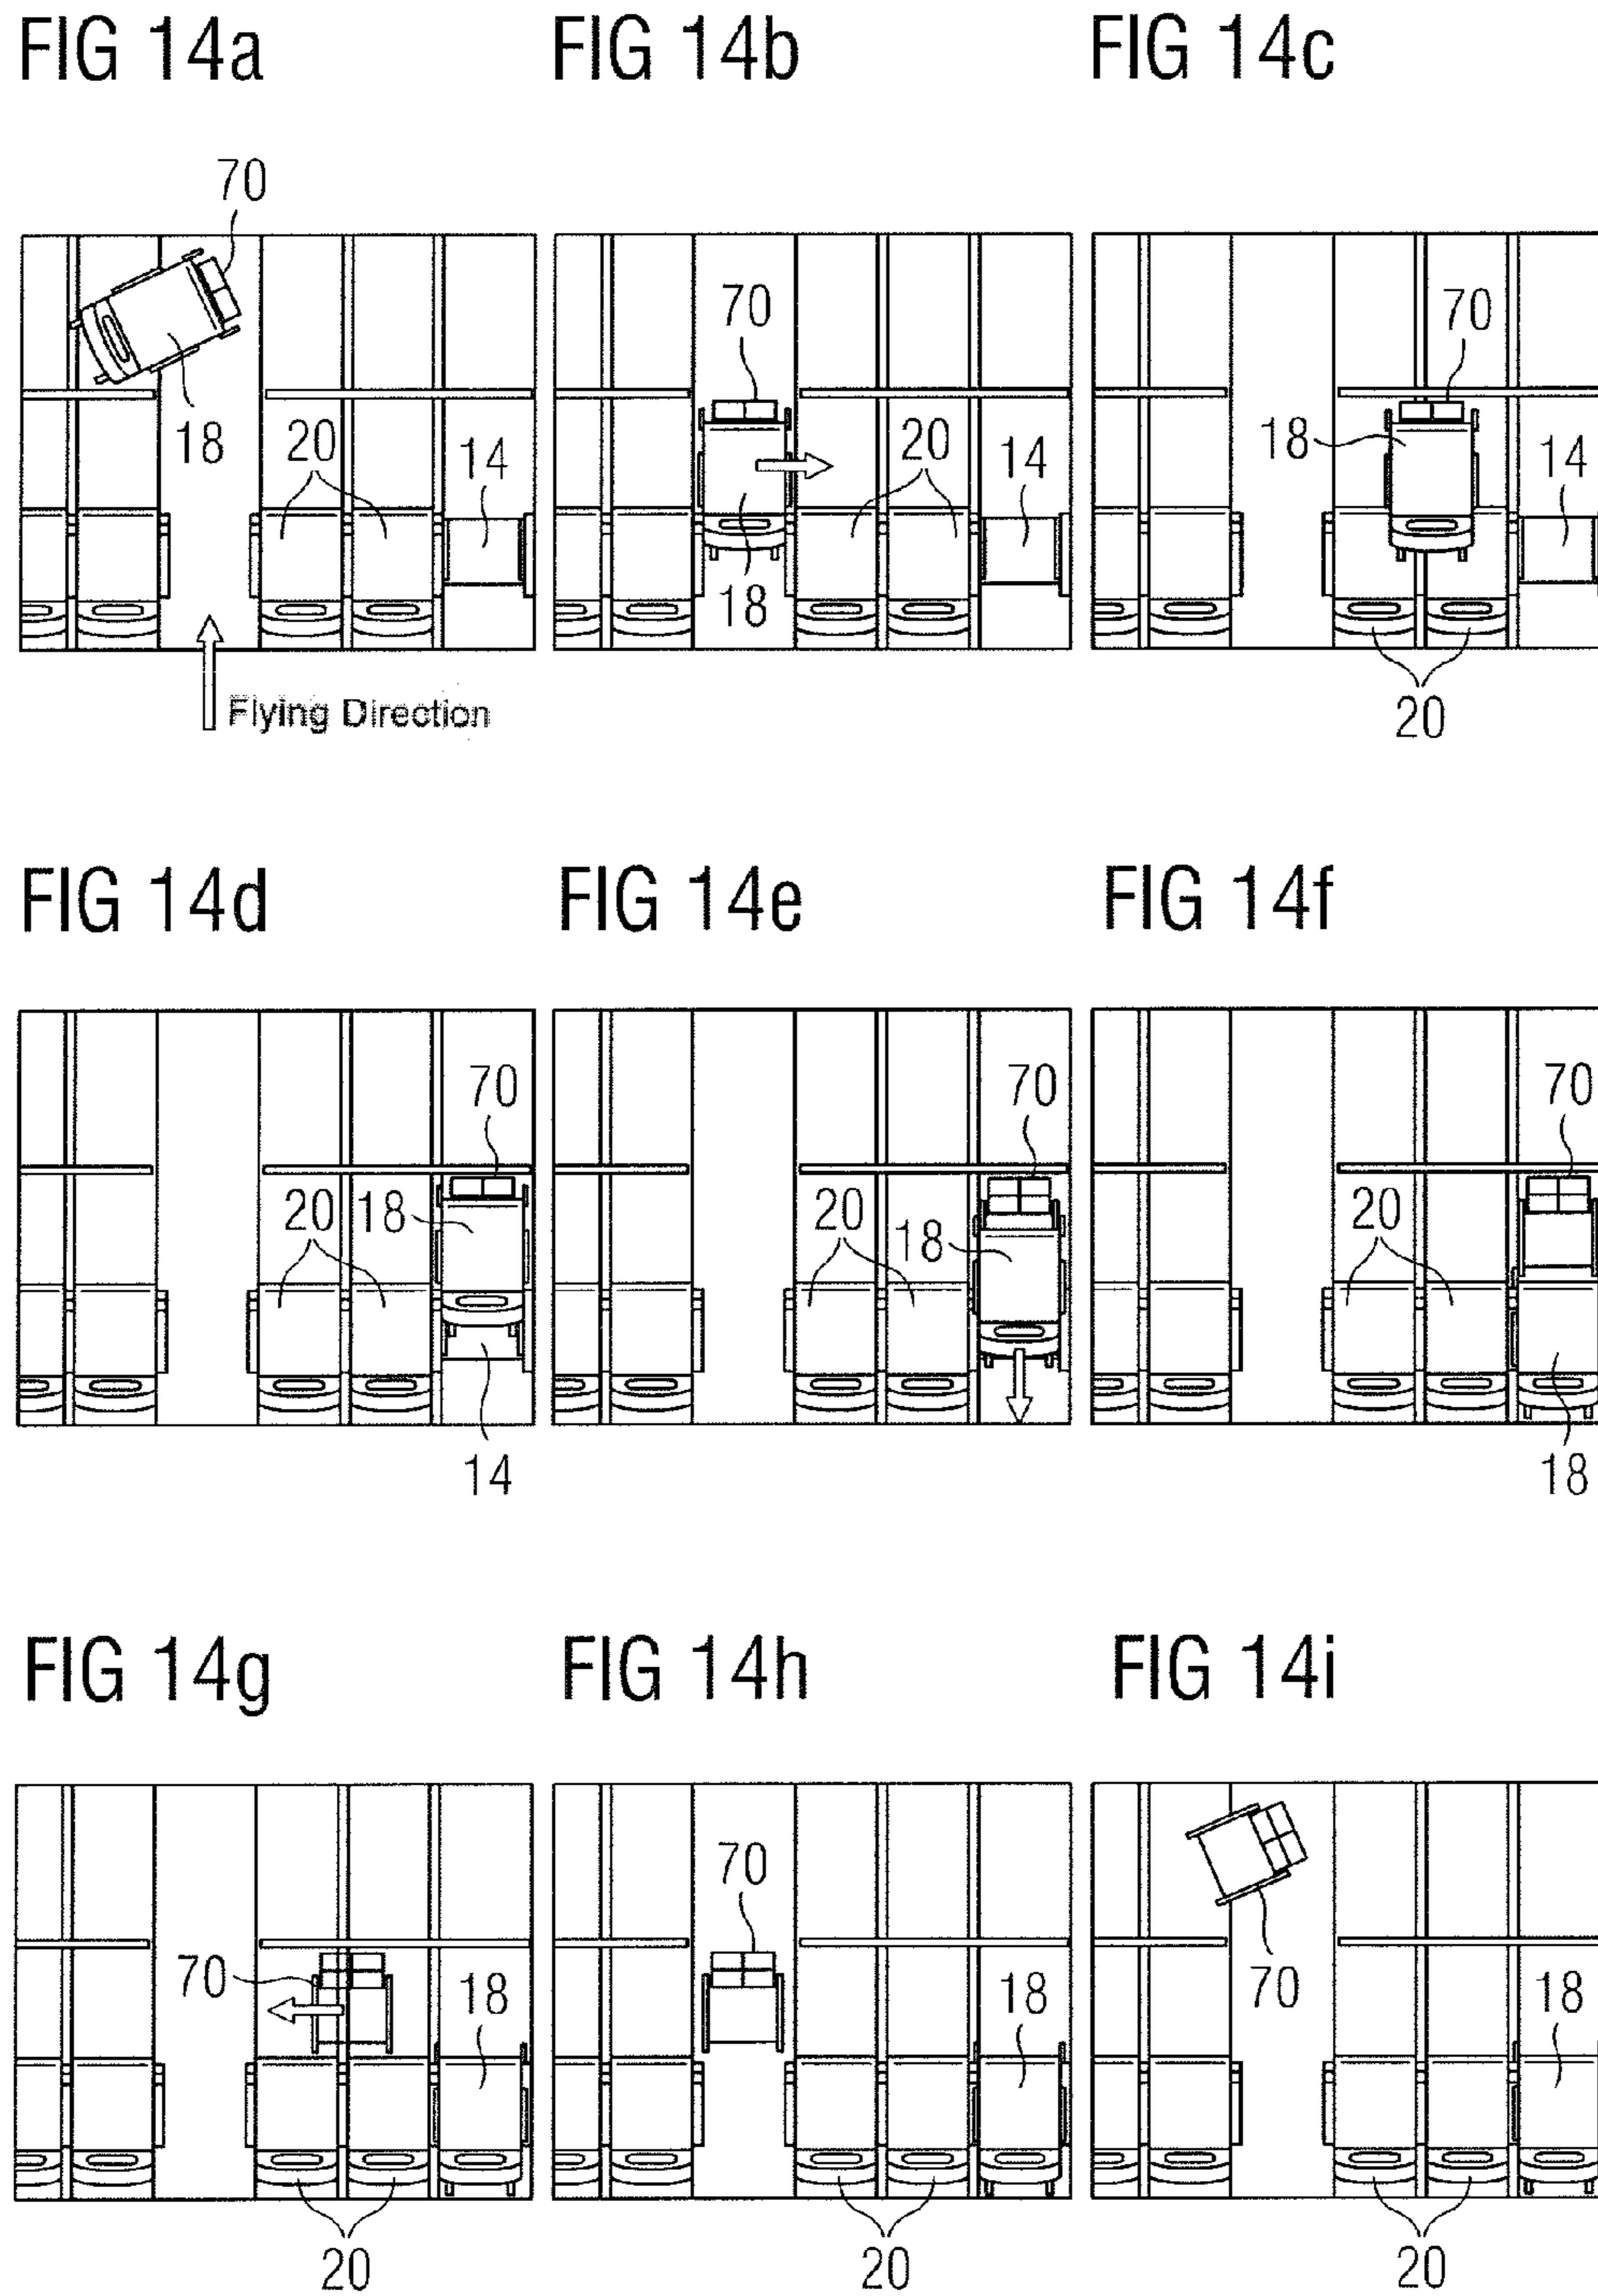 FIG 14a FIG 14b FIG 14c
70
70
70
18 20 14
20 14
18 14
18
20
Flying Direction
FIG 14d FIG 14e FIG 14f
70 70 70
20 18 20 18 20
14 18
FIG 14g FIG 14h FIG 14i
70
70 18 18 70 18
20 20 20